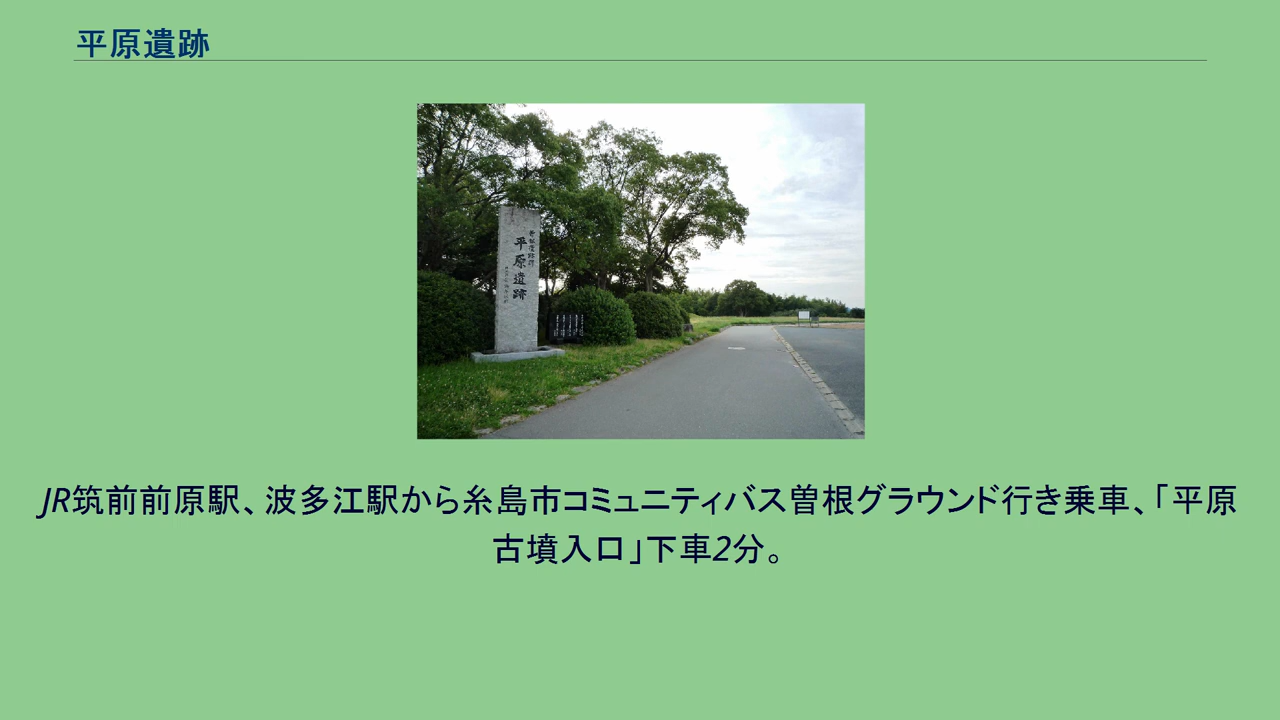 平原遺跡
平原遺跡
JR筑前前原駅、波多江駅から糸島市コミュニティバス曽根グラウンド行き乗車、「平原
古墳入口」下車2分。